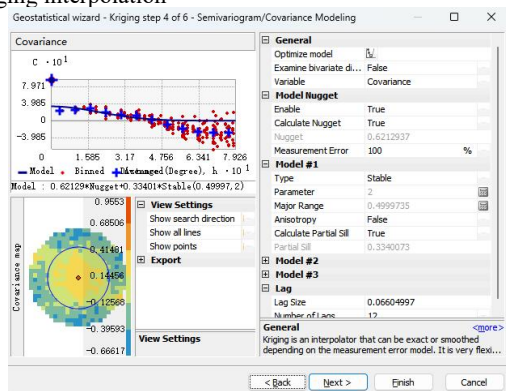 ging interpolation
Geostatistical wizard - Kriging step 4 of 6 - Semivariogram/Covariance Modeling
Covariance
C · 10¹
7.971
3.985
0
-3.985
0 1.585 3.17 4.756 6.341 7.926
Model Binned Averaged (Degree), h · 10¹
Model : 0.62129*Nugget+0.33401*Stable(0.49997,2)
Covariance map
0.9553
0.68506
0.41481
0.14456
-0.12568
-0.39593
-0.66617
View Settings
Show search direction
Show all lines
Show points
Export
View Settings
General
Optimize model
Examine bivariate di... False
Variable Covariance
Model Nugget
Enable True
Calculate Nugget True
Nugget 0.6212937
Measurement Error 100 %
Model #1
Type Stable
Parameter 2
Major Range 0.4999735
Anisotropy False
Calculate Partial Sill True
Partial Sill 0.3340073
Model #2
Model #3
Lag
Lag Size 0.06604997
Number of Lags 12
General <more>
Kriging is an interpolator that can be exact or smoothed
depending on the measurement error model. It is very flexi...
< Back Next > Finish Cancel